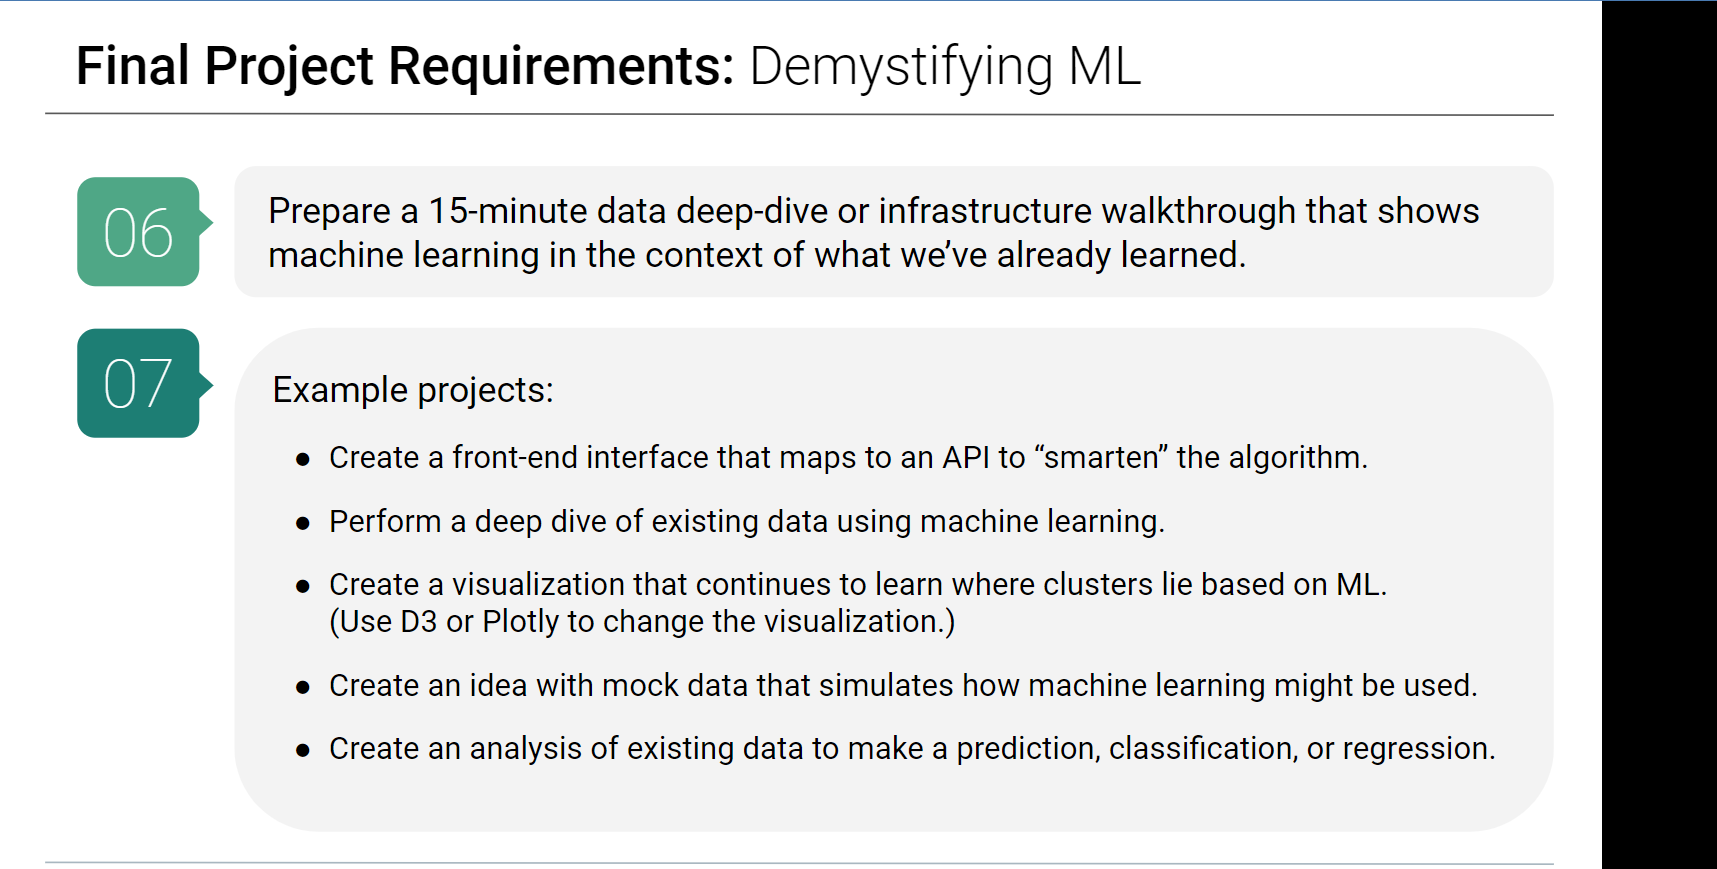 Final Project Requirements: Demystifying ML
06
Prepare a 15-minute data deep-dive or infrastructure walkthrough that shows
machine learning in the context of what we’ve already learned.
07
Example projects:
● Create a front-end interface that maps to an API to “smarten” the algorithm.
● Perform a deep dive of existing data using machine learning.
● Create a visualization that continues to learn where clusters lie based on ML.
(Use D3 or Plotly to change the visualization.)
● Create an idea with mock data that simulates how machine learning might be used.
● Create an analysis of existing data to make a prediction, classification, or regression.